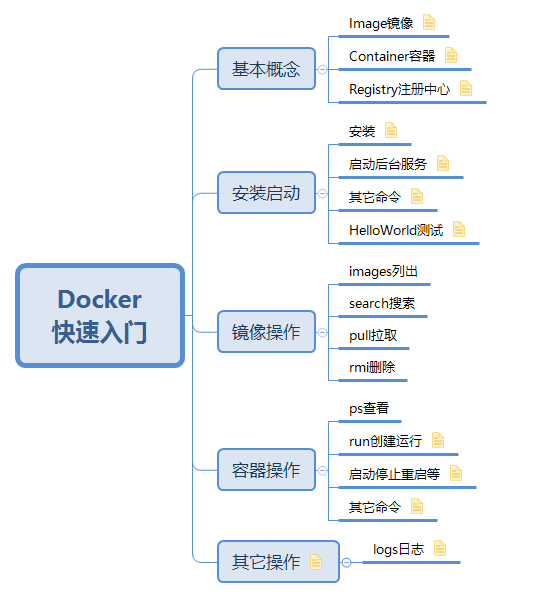 Docker
快速入门
基本概念
Image镜像
Container容器
Registry注册中心
安装启动
安装
启动后台服务
其它命令
HelloWorld测试
镜像操作
images列出
search搜索
pull拉取
rmi删除
容器操作
ps查看
run创建运行
启动停止重启等
其它命令
其它操作
logs日志